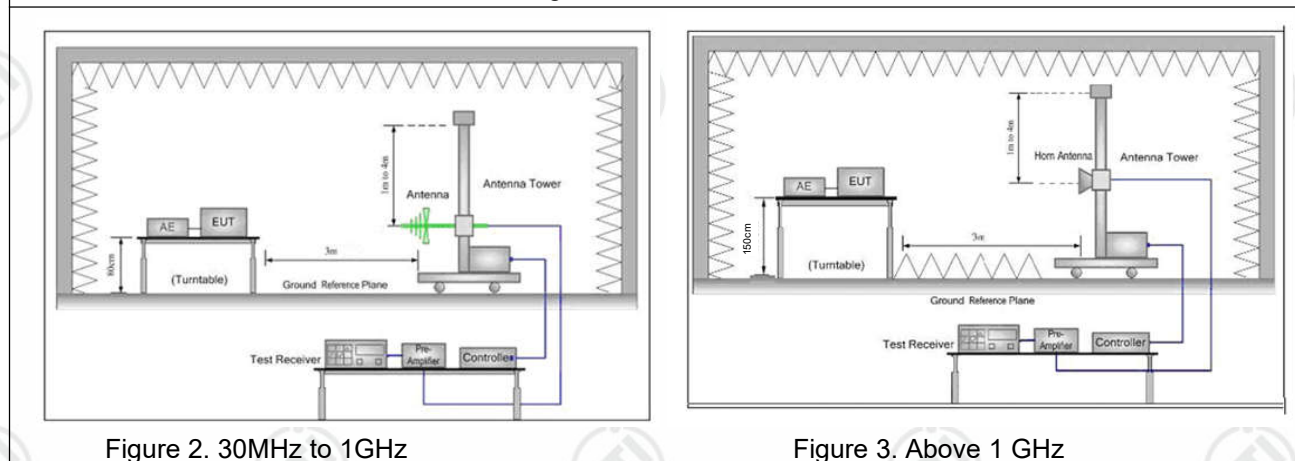 1m to 4m
Antenna
Antenna Tower
AE
EUT
80cm
3m
(Turntable)
Ground Reference Plane
Test Receiver
Pre-
Amplifier
Controller
Figure 2. 30MHz to 1GHz
1m to 4m
Horn Antenna
Antenna Tower
AE
EUT
150cm
3m
(Turntable)
Ground Reference Plane
Test Receiver
Pre-
Amplifier
Controller
Figure 3. Above 1 GHz